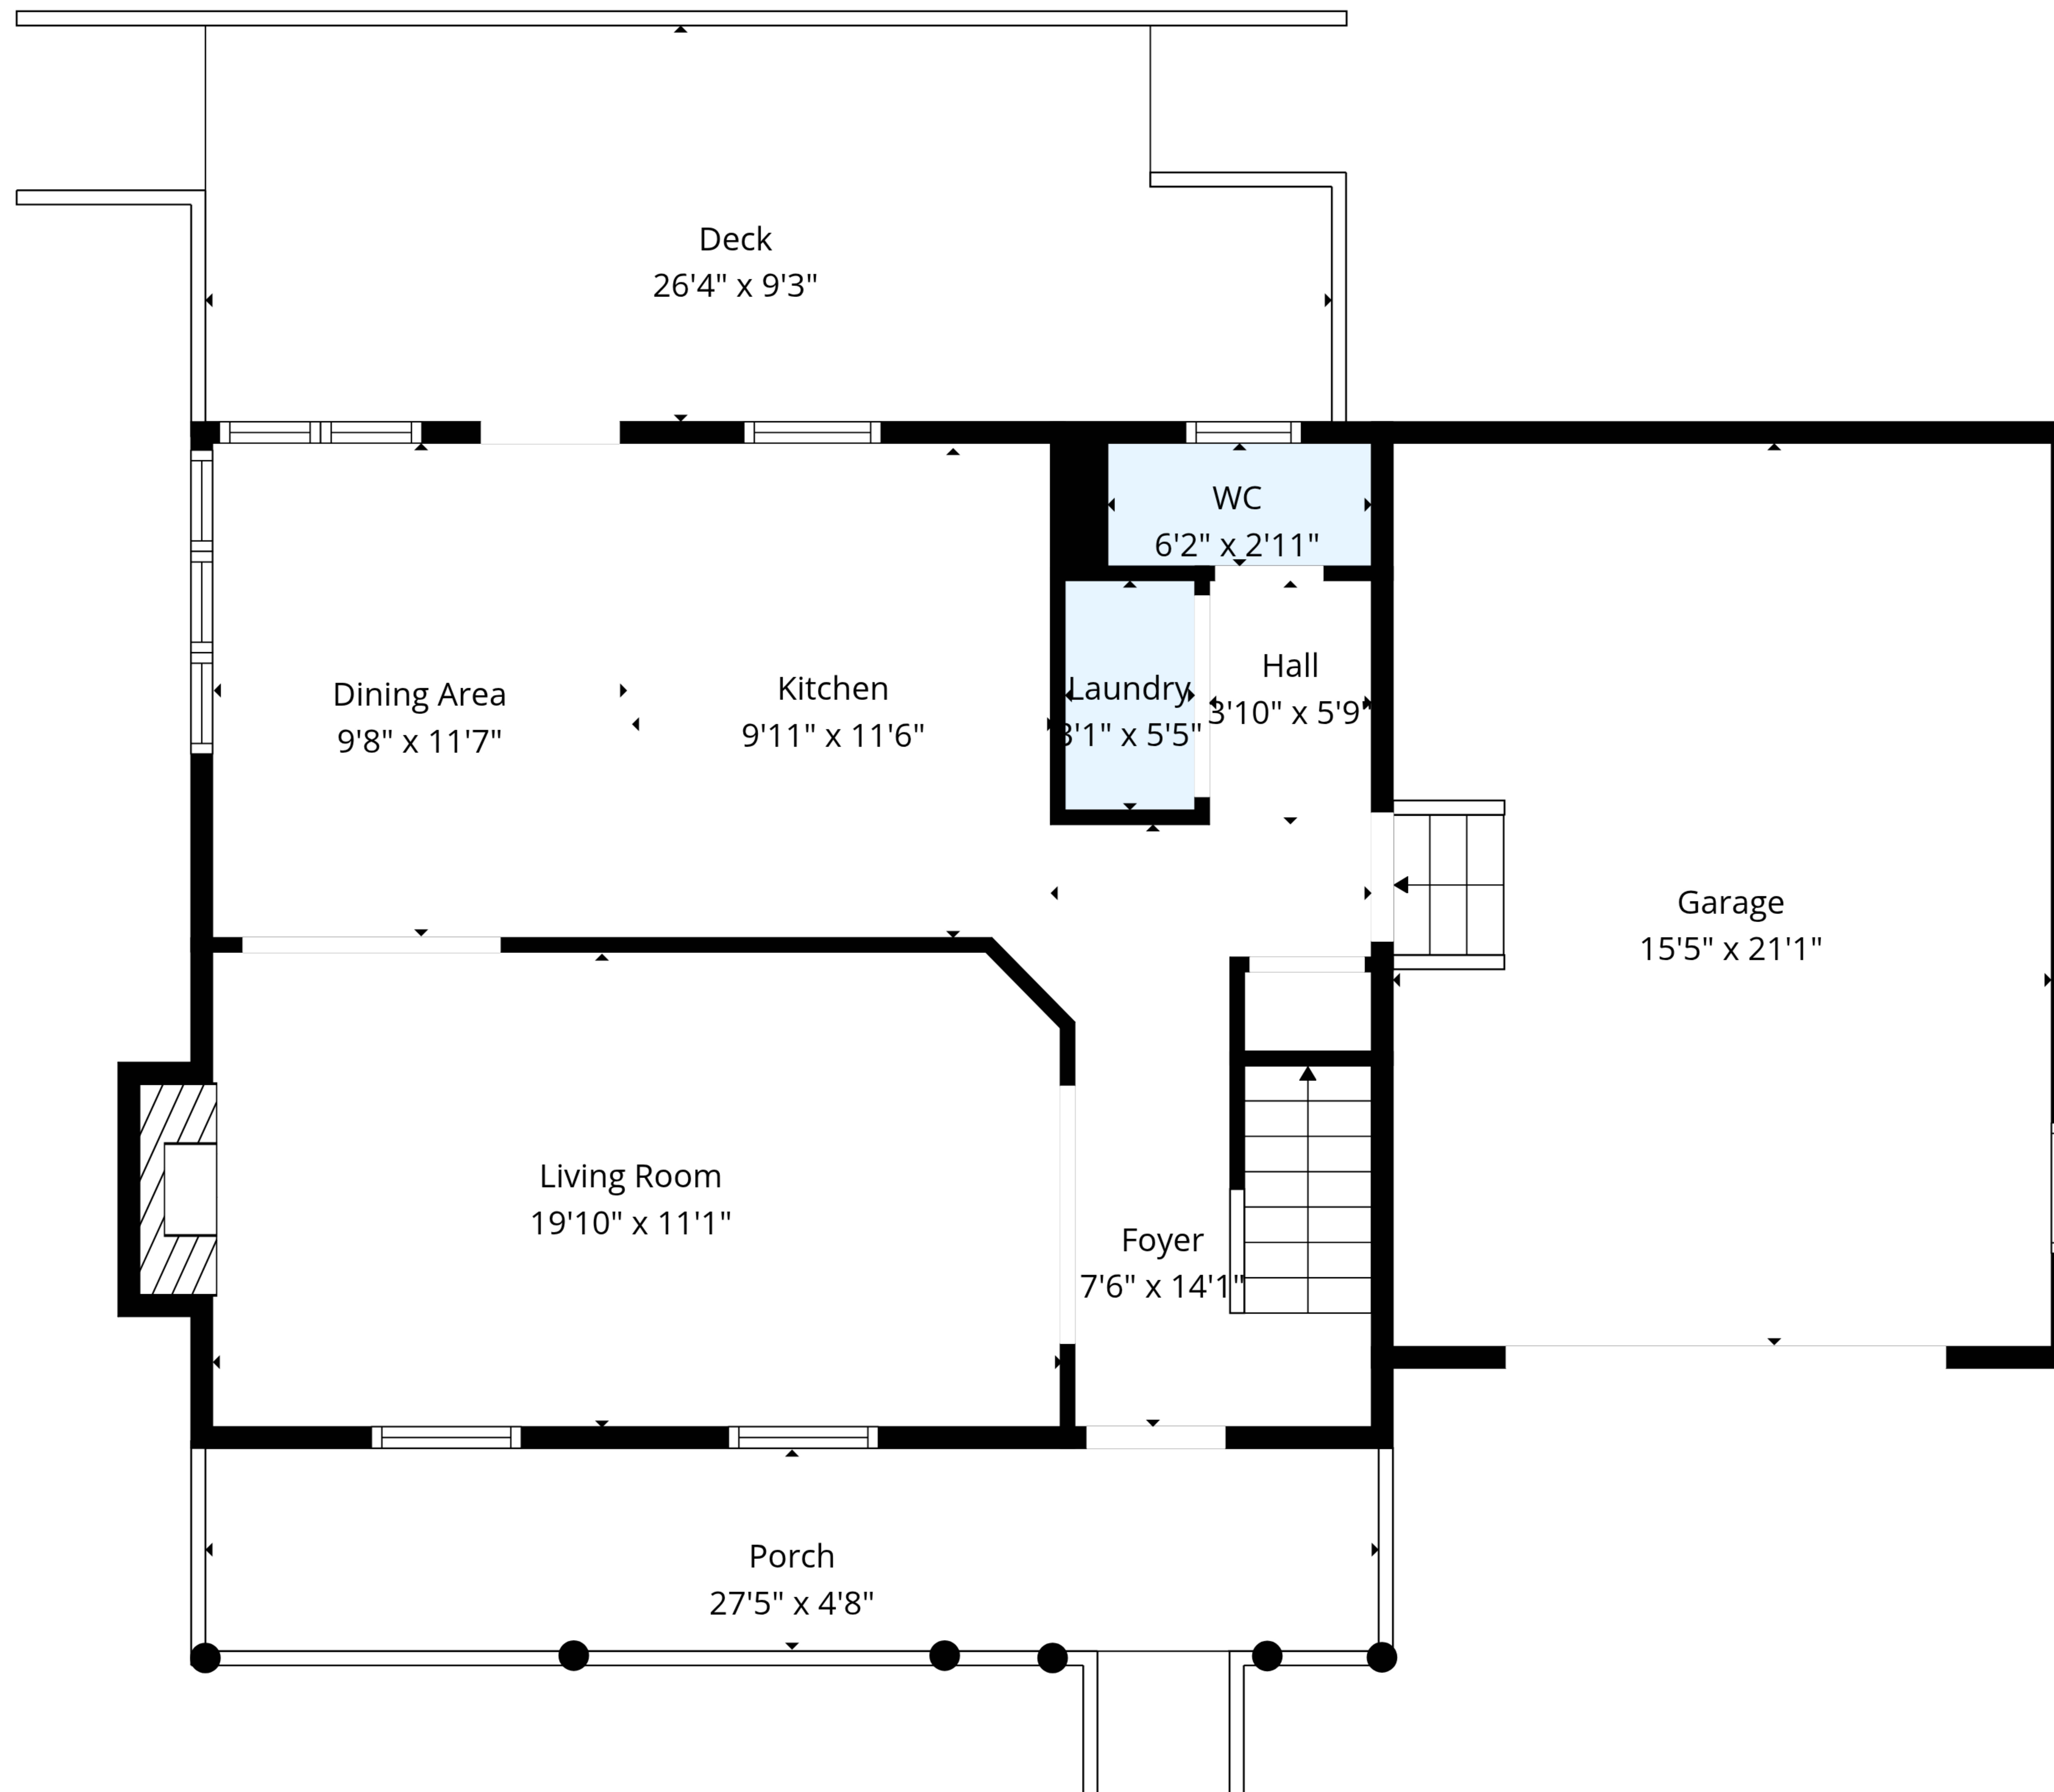 Deck
26'4" x 9'3"
WC
6'2" x 2'11"
Dining Area
9'8" x 11'7"
Kitchen
9'11" x 11'6"
Laundry
3'1" x 5'5"
Hall
3'10" x 5'9"
Garage
15'5" x 21'1"
Living Room
19'10" x 11'1"
Foyer
7'6" x 14'1"
Porch
27'5" x 4'8"